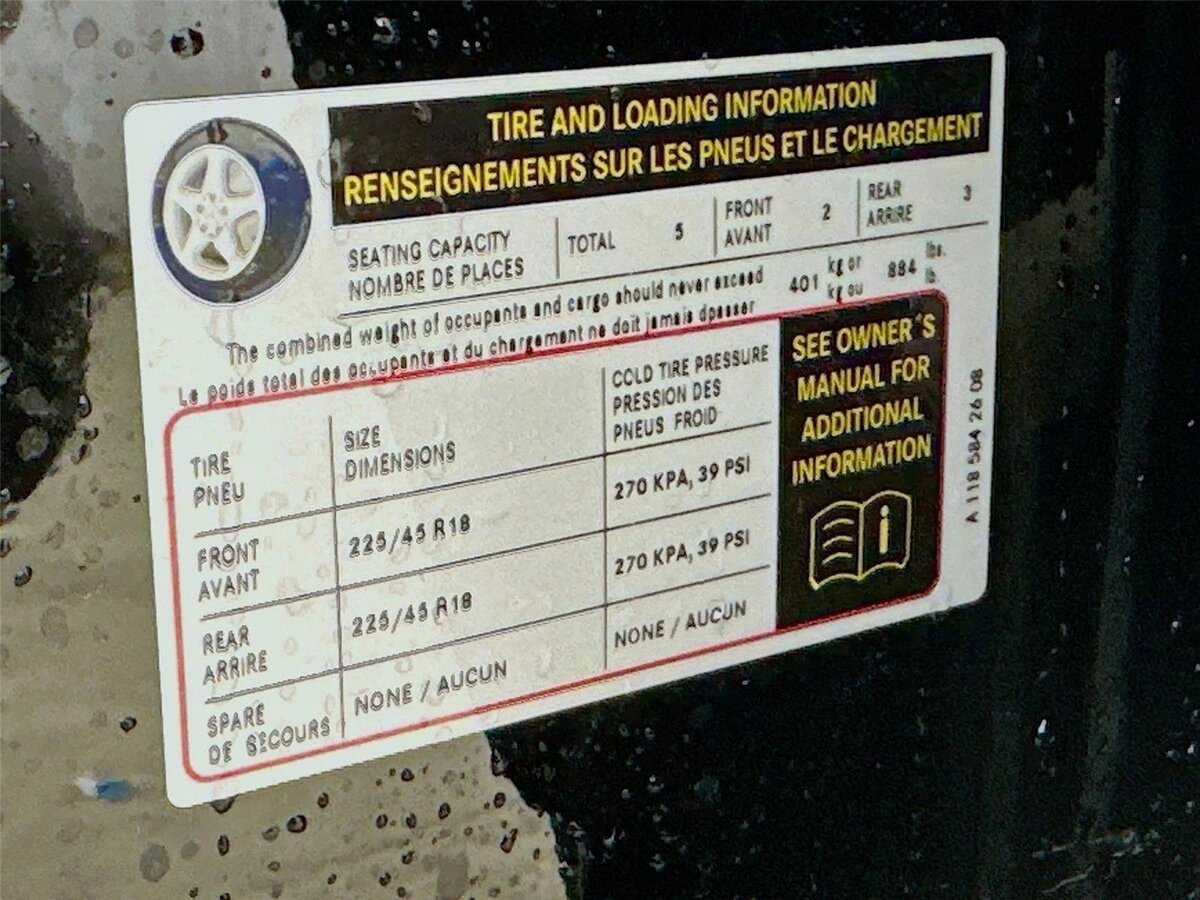 TIRE AND LOADING INFORMATION
RENSEIGNEMENTS SUR LES PNEUS ET LE CHARGEMENT
SEATING CAPACITY
NOMBRE DE PLACES
TOTAL 5
FRONT
AVANT 2
REAR
ARRIRE 3
The combined weight of occupants and cargo should never exceed
Le poids total des occupants et du chargement ne doit jamais dpasser
401 kg or
kg ou
884 lbs.
lb.
TIRE
PNEU
SIZE
DIMENSIONS
COLD TIRE PRESSURE
PRESSION DES
PNEUS FROID
FRONT
AVANT
225/45 R18
270 KPA, 39 PSI
REAR
ARRIRE
225/45 R18
270 KPA, 39 PSI
SPARE
DE SECOURS
NONE / AUCUN
NONE / AUCUN
SEE OWNER´S
MANUAL FOR
ADDITIONAL
INFORMATION
i
A 118 584 26 08